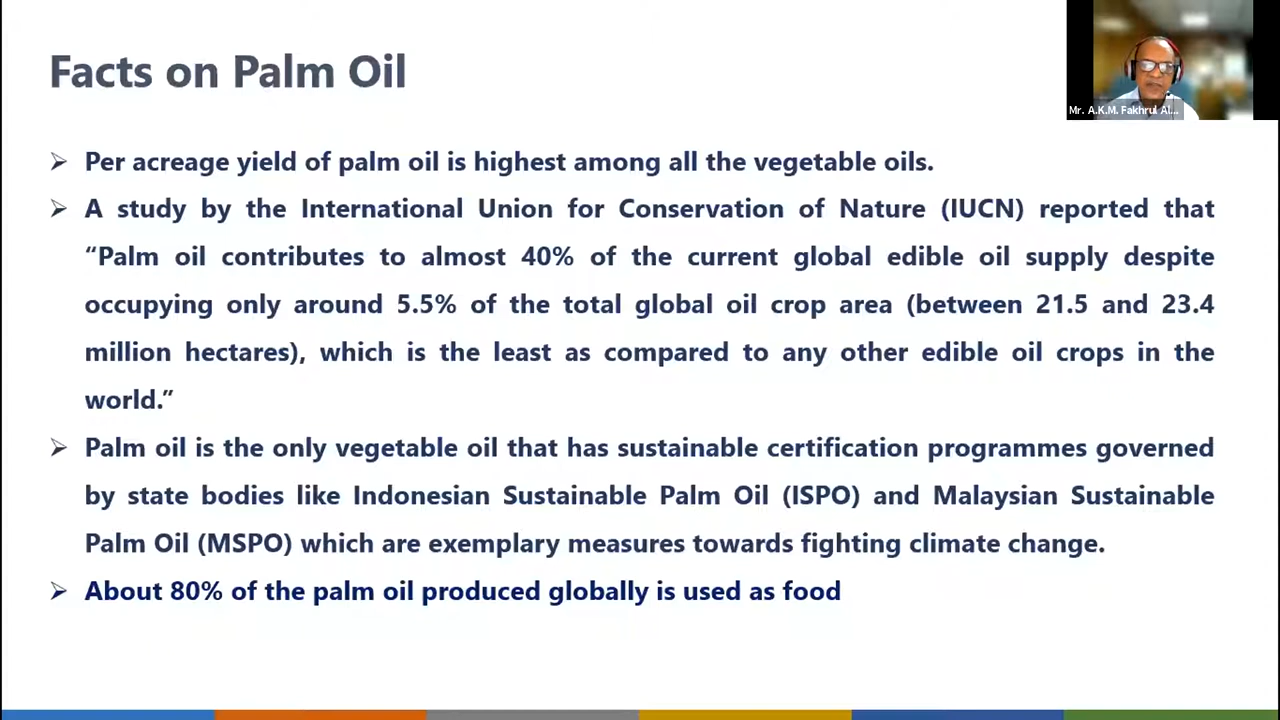 Facts on Palm Oil
Mr. A.K.M. Fakhrul Al...
➢ Per acreage yield of palm oil is highest among all the vegetable oils.
➢ A study by the International Union for Conservation of Nature (IUCN) reported that
“Palm oil contributes to almost 40% of the current global edible oil supply despite
occupying only around 5.5% of the total global oil crop area (between 21.5 and 23.4
million hectares), which is the least as compared to any other edible oil crops in the
world.”
➢ Palm oil is the only vegetable oil that has sustainable certification programmes governed
by state bodies like Indonesian Sustainable Palm Oil (ISPO) and Malaysian Sustainable
Palm Oil (MSPO) which are exemplary measures towards fighting climate change.
➢ About 80% of the palm oil produced globally is used as food